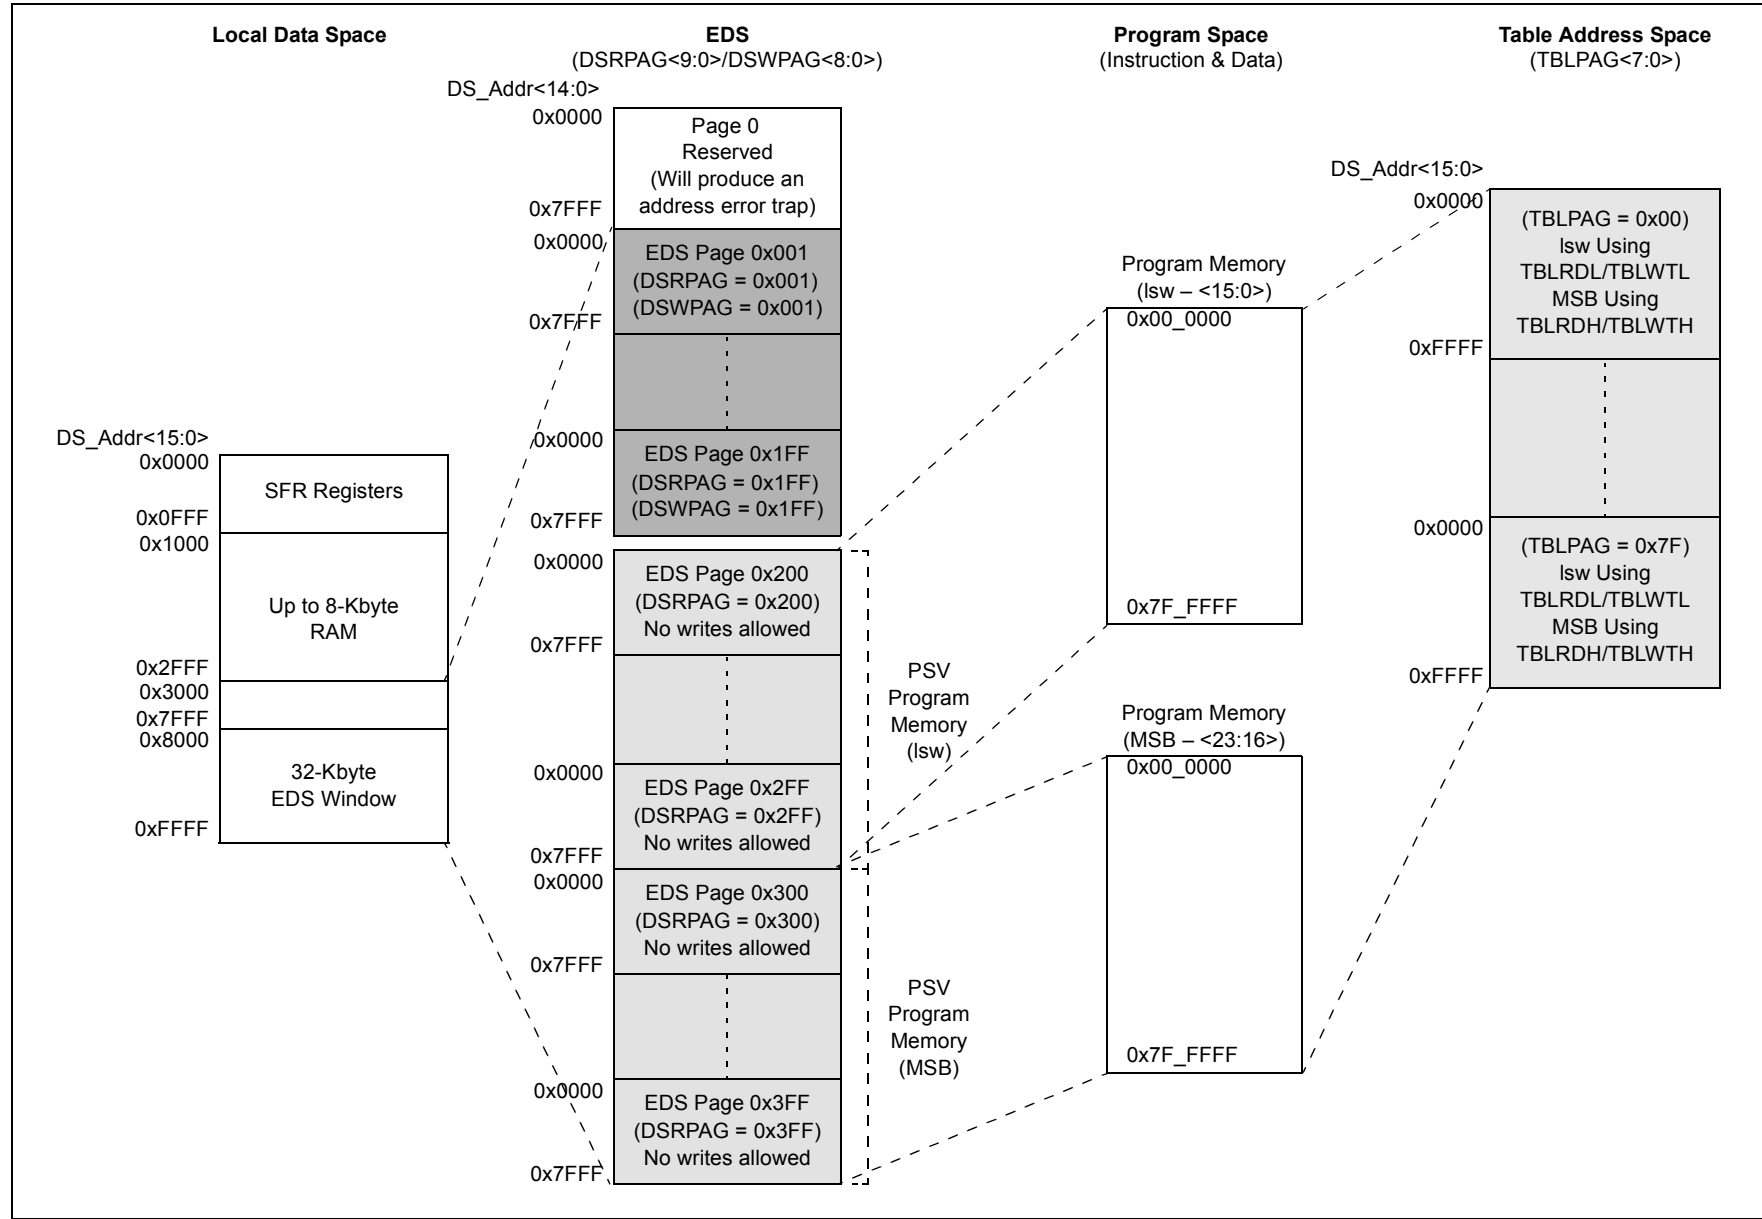 Local Data Space
DS_Addr<15:0>
0x0000
SFR Registers
0x0FFF
0x1000
Up to 8-Kbyte
RAM
0x2FFF
0x3000
0x7FFF
0x8000
32-Kbyte
EDS Window
0xFFFF
EDS
(DSRPAG<9:0>/DSWPAG<8:0>)
DS_Addr<14:0>
0x0000
Page 0
Reserved
(Will produce an
address error trap)
0x7FFF
0x0000
EDS Page 0x001
(DSRPAG = 0x001)
(DSWPAG = 0x001)
0x7FFF
0x0000
EDS Page 0x1FF
(DSRPAG = 0x1FF)
(DSWPAG = 0x1FF)
0x7FFF
0x0000
EDS Page 0x200
(DSRPAG = 0x200)
No writes allowed
0x7FFF
0x0000
EDS Page 0x2FF
(DSRPAG = 0x2FF)
No writes allowed
0x7FFF
0x0000
EDS Page 0x300
(DSRPAG = 0x300)
No writes allowed
0x7FFF
0x0000
EDS Page 0x3FF
(DSRPAG = 0x3FF)
No writes allowed
0x7FFF
PSV
Program
Memory
(lsw)
PSV
Program
Memory
(MSB)
Program Space
(Instruction & Data)
Program Memory
(lsw – <15:0>)
0x00_0000
0x7F_FFFF
Program Memory
(MSB – <23:16>)
0x00_0000
0x7F_FFFF
Table Address Space
(TBLPAG<7:0>)
DS_Addr<15:0>
0x0000
(TBLPAG = 0x00)
lsw Using
TBLRDL/TBLWTL
MSB Using
TBLRDH/TBLWTH
0xFFFF
0x0000
(TBLPAG = 0x7F)
lsw Using
TBLRDL/TBLWTL
MSB Using
TBLRDH/TBLWTH
0xFFFF